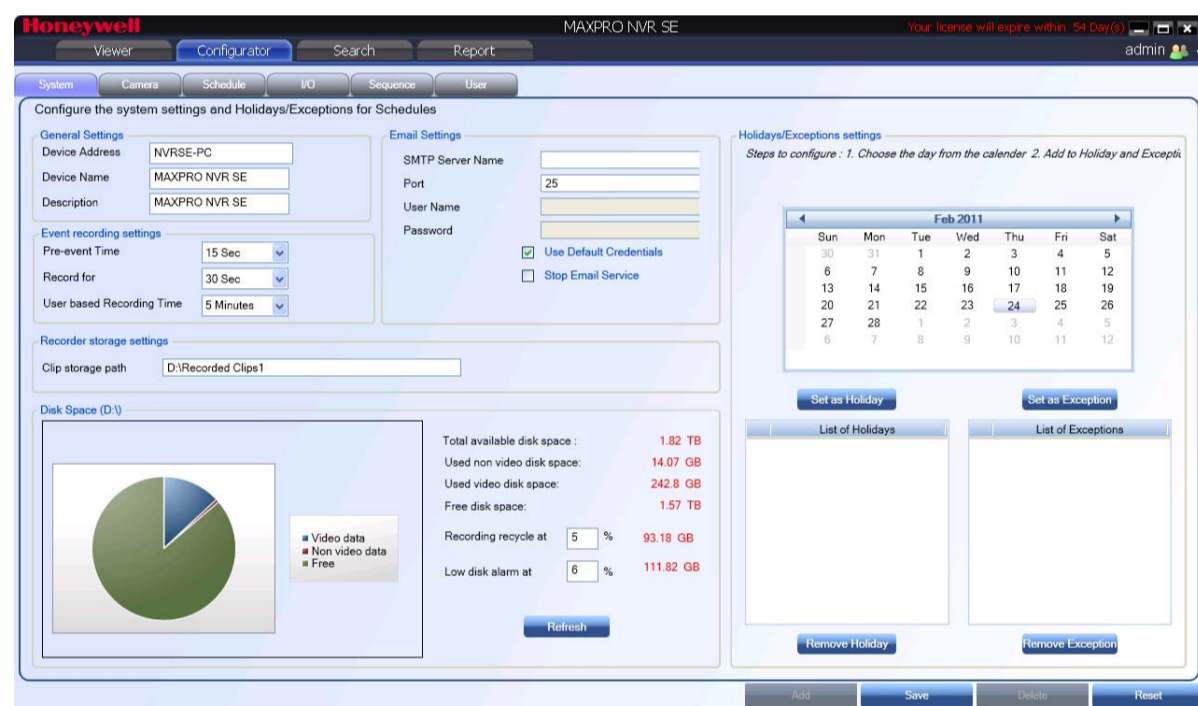 Honeywell
MAXPRO NVR SE
Your license will expire within 54 Day(s)
Viewer Configurator Search Report
admin
System Camera Schedule I/O Sequence User
Configure the system settings and Holidays/Exceptions for Schedules
General Settings
Device Address NVRSE-PC
Device Name MAXPRO NVR SE
Description MAXPRO NVR SE
Event recording settings
Pre-event Time 15 Sec
Record for 30 Sec
User based Recording Time 5 Minutes
Email Settings
SMTP Server Name
Port 25
User Name
Password
Use Default Credentials
Stop Email Service
Recorder storage settings
Clip storage path D:\Recorded Clips1
Disk Space (D:\)
Video data
Non video data
Free
Total available disk space : 1.82 TB
Used non video disk space: 14.07 GB
Used video disk space: 242.8 GB
Free disk space: 1.57 TB
Recording recycle at 5 % 93.18 GB
Low disk alarm at 6 % 111.82 GB
Refresh
Holidays/Exceptions settings
Steps to configure : 1. Choose the day from the calender 2. Add to Holiday and Excepti
Feb 2011
Sun Mon Tue Wed Thu Fri Sat
30 31 1 2 3 4 5
6 7 8 9 10 11 12
13 14 15 16 17 18 19
20 21 22 23 24 25 26
27 28 1 2 3 4 5
6 7 8 9 10 11 12
Set as Holiday Set as Exception
List of Holidays List of Exceptions
Remove Holiday Remove Exception
Add Save Delete Reset